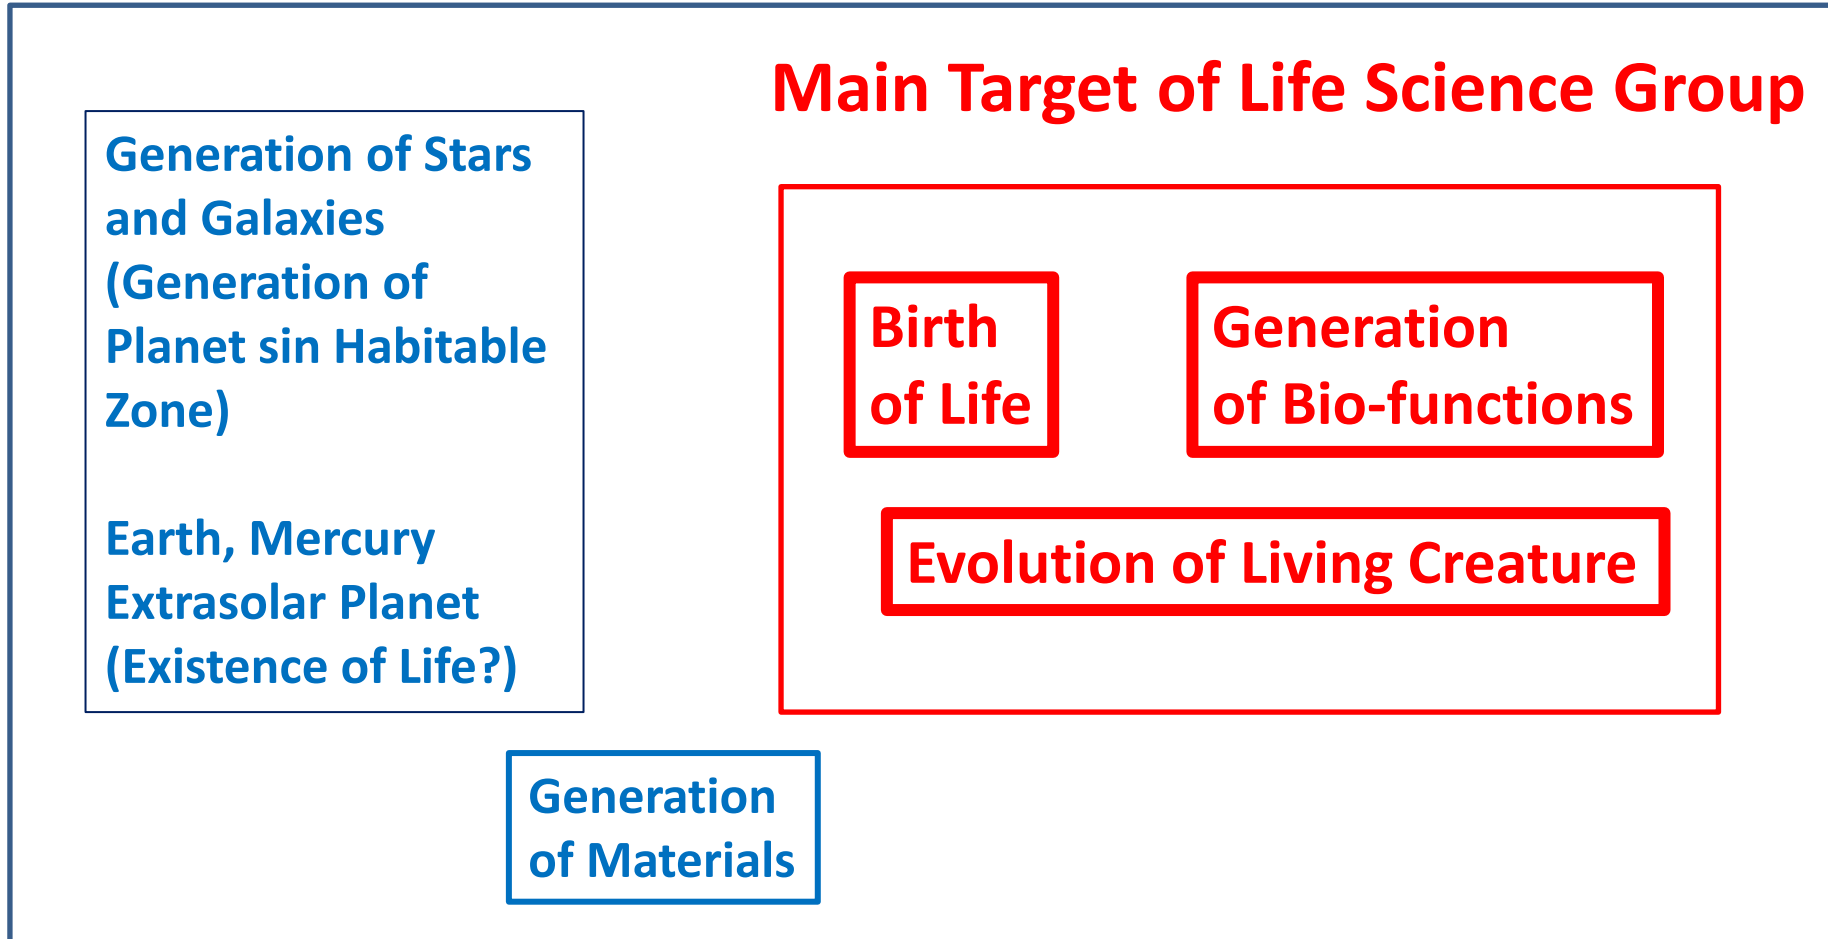 Main Target of Life Science Group
Generation of Stars
and Galaxies
(Generation of
Planet sin Habitable
Zone)
Earth, Mercury
Extrasolar Planet
(Existence of Life?)
Birth
of Life
Generation
of Bio-functions
Evolution of Living Creature
Generation
of Materials